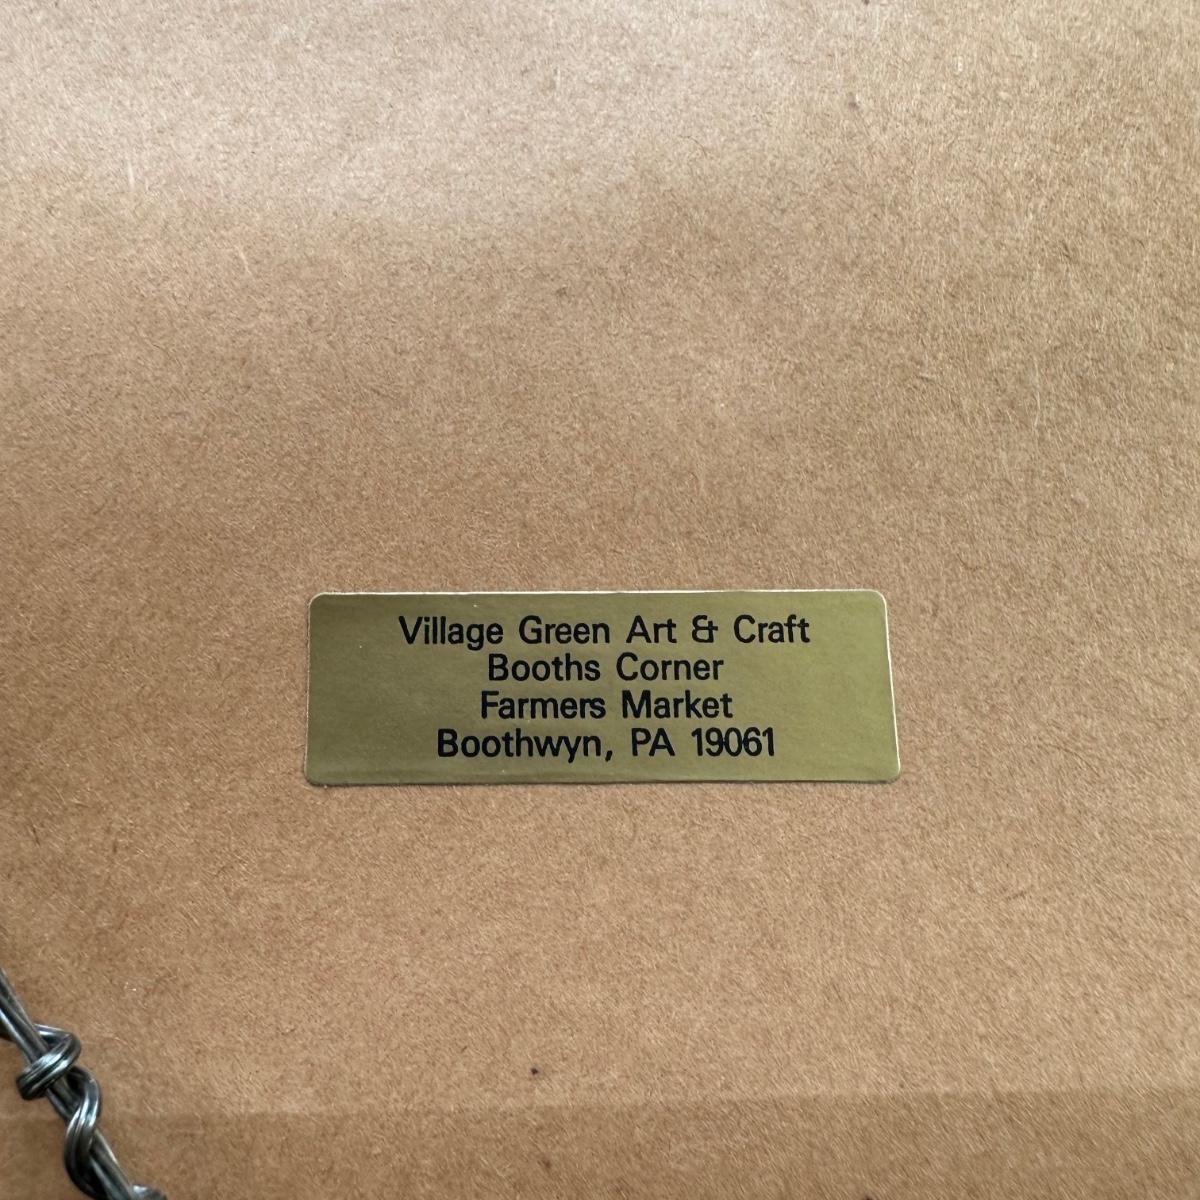 Village Green Art & Craft
Booths Corner
Farmers Market
Boothwyn, PA 19061